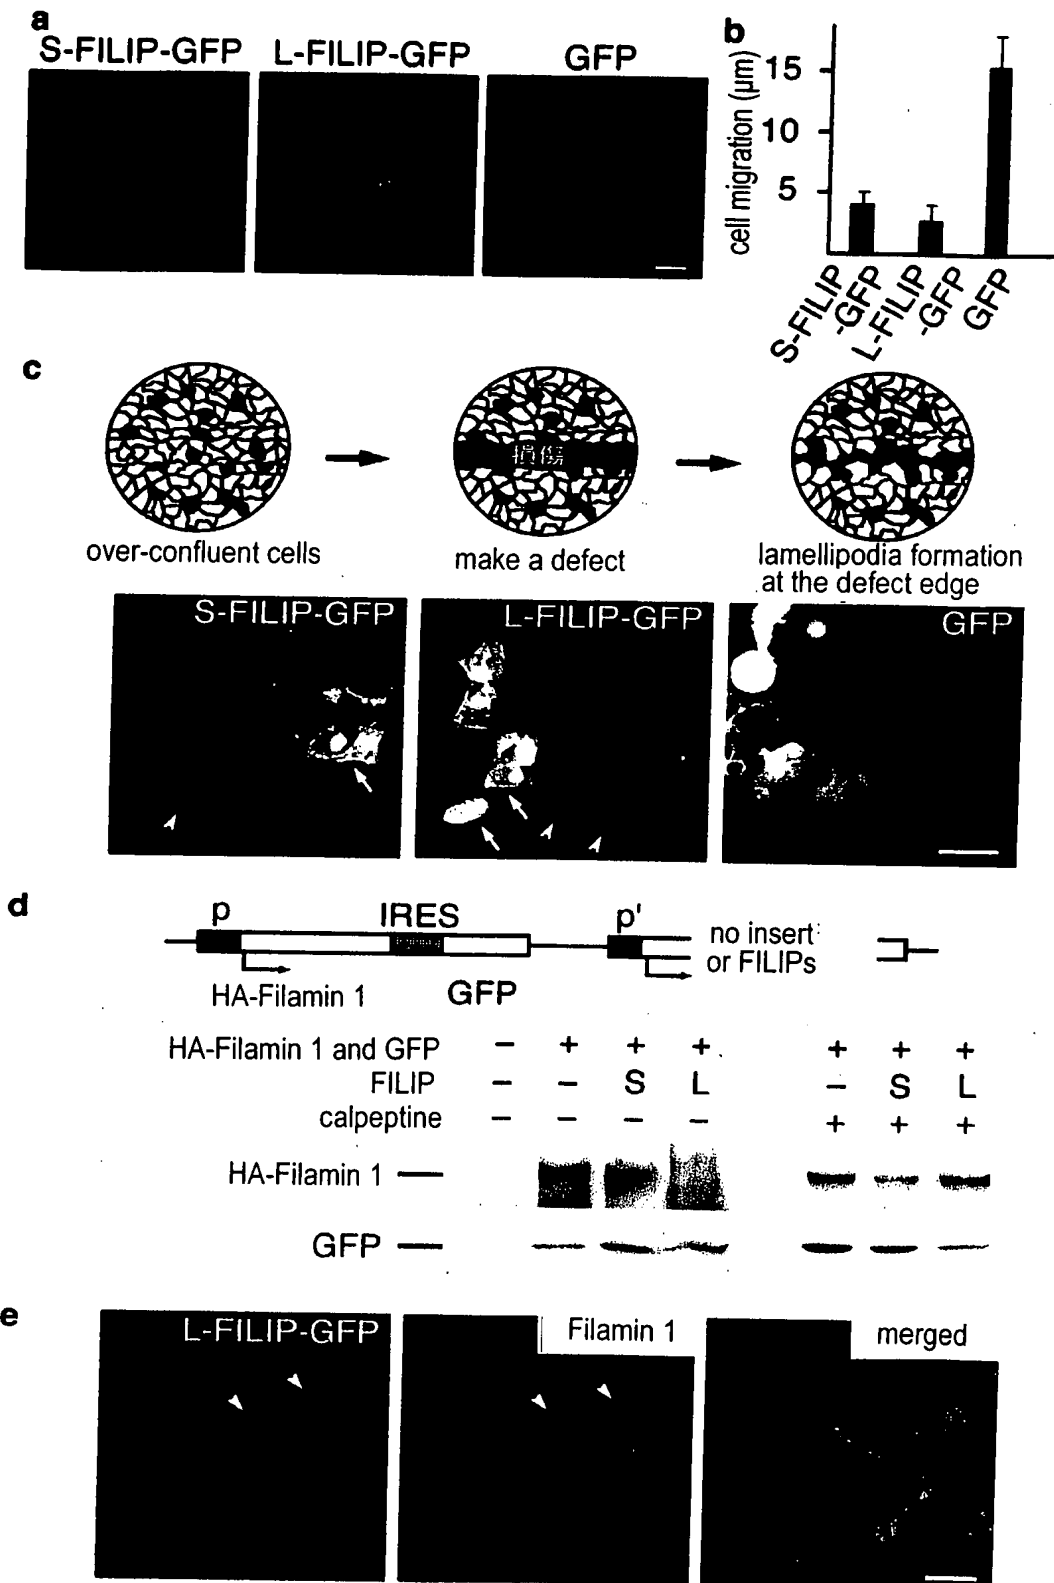 a
S-FILIP-GFP L-FILIP-GFP GFP
b
cell migration (μm)
15
10
5
S-FILIP
-GFP
L-FILIP
-GFP
GFP
c
損傷
over-confluent cells
make a defect
lamellipodia formation
at the defect edge
S-FILIP-GFP L-FILIP-GFP GFP
d
p IRES p'
no insert
or FILIPs
HA-Filamin 1 GFP
HA-Filamin 1 and GFP − + + + + + +
FILIP − − S L − S L
calpeptine − − − − + + +
HA-Filamin 1
GFP
e
L-FILIP-GFP Filamin 1 merged